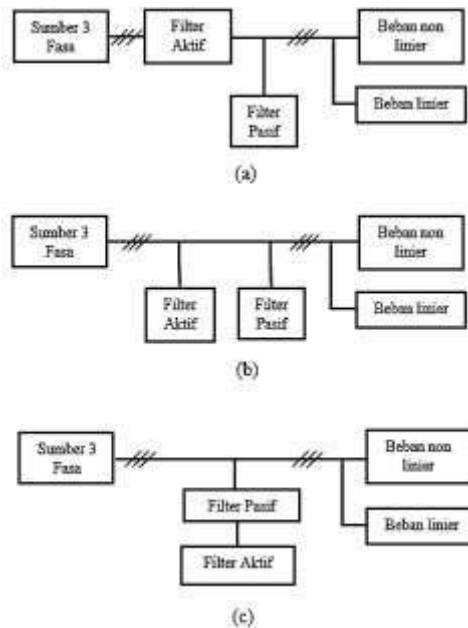 Sumber 3
Fasa
Filter
Aktif
Beban non
linier
Filter
Pasif
Beban linier
(a)
Sumber 3
Fasa
Beban non
linier
Filter
Aktif
Filter
Pasif
Beban linier
(b)
Sumber 3
Fasa
Beban non
linier
Filter Pasif
Beban linier
Filter Aktif
(c)